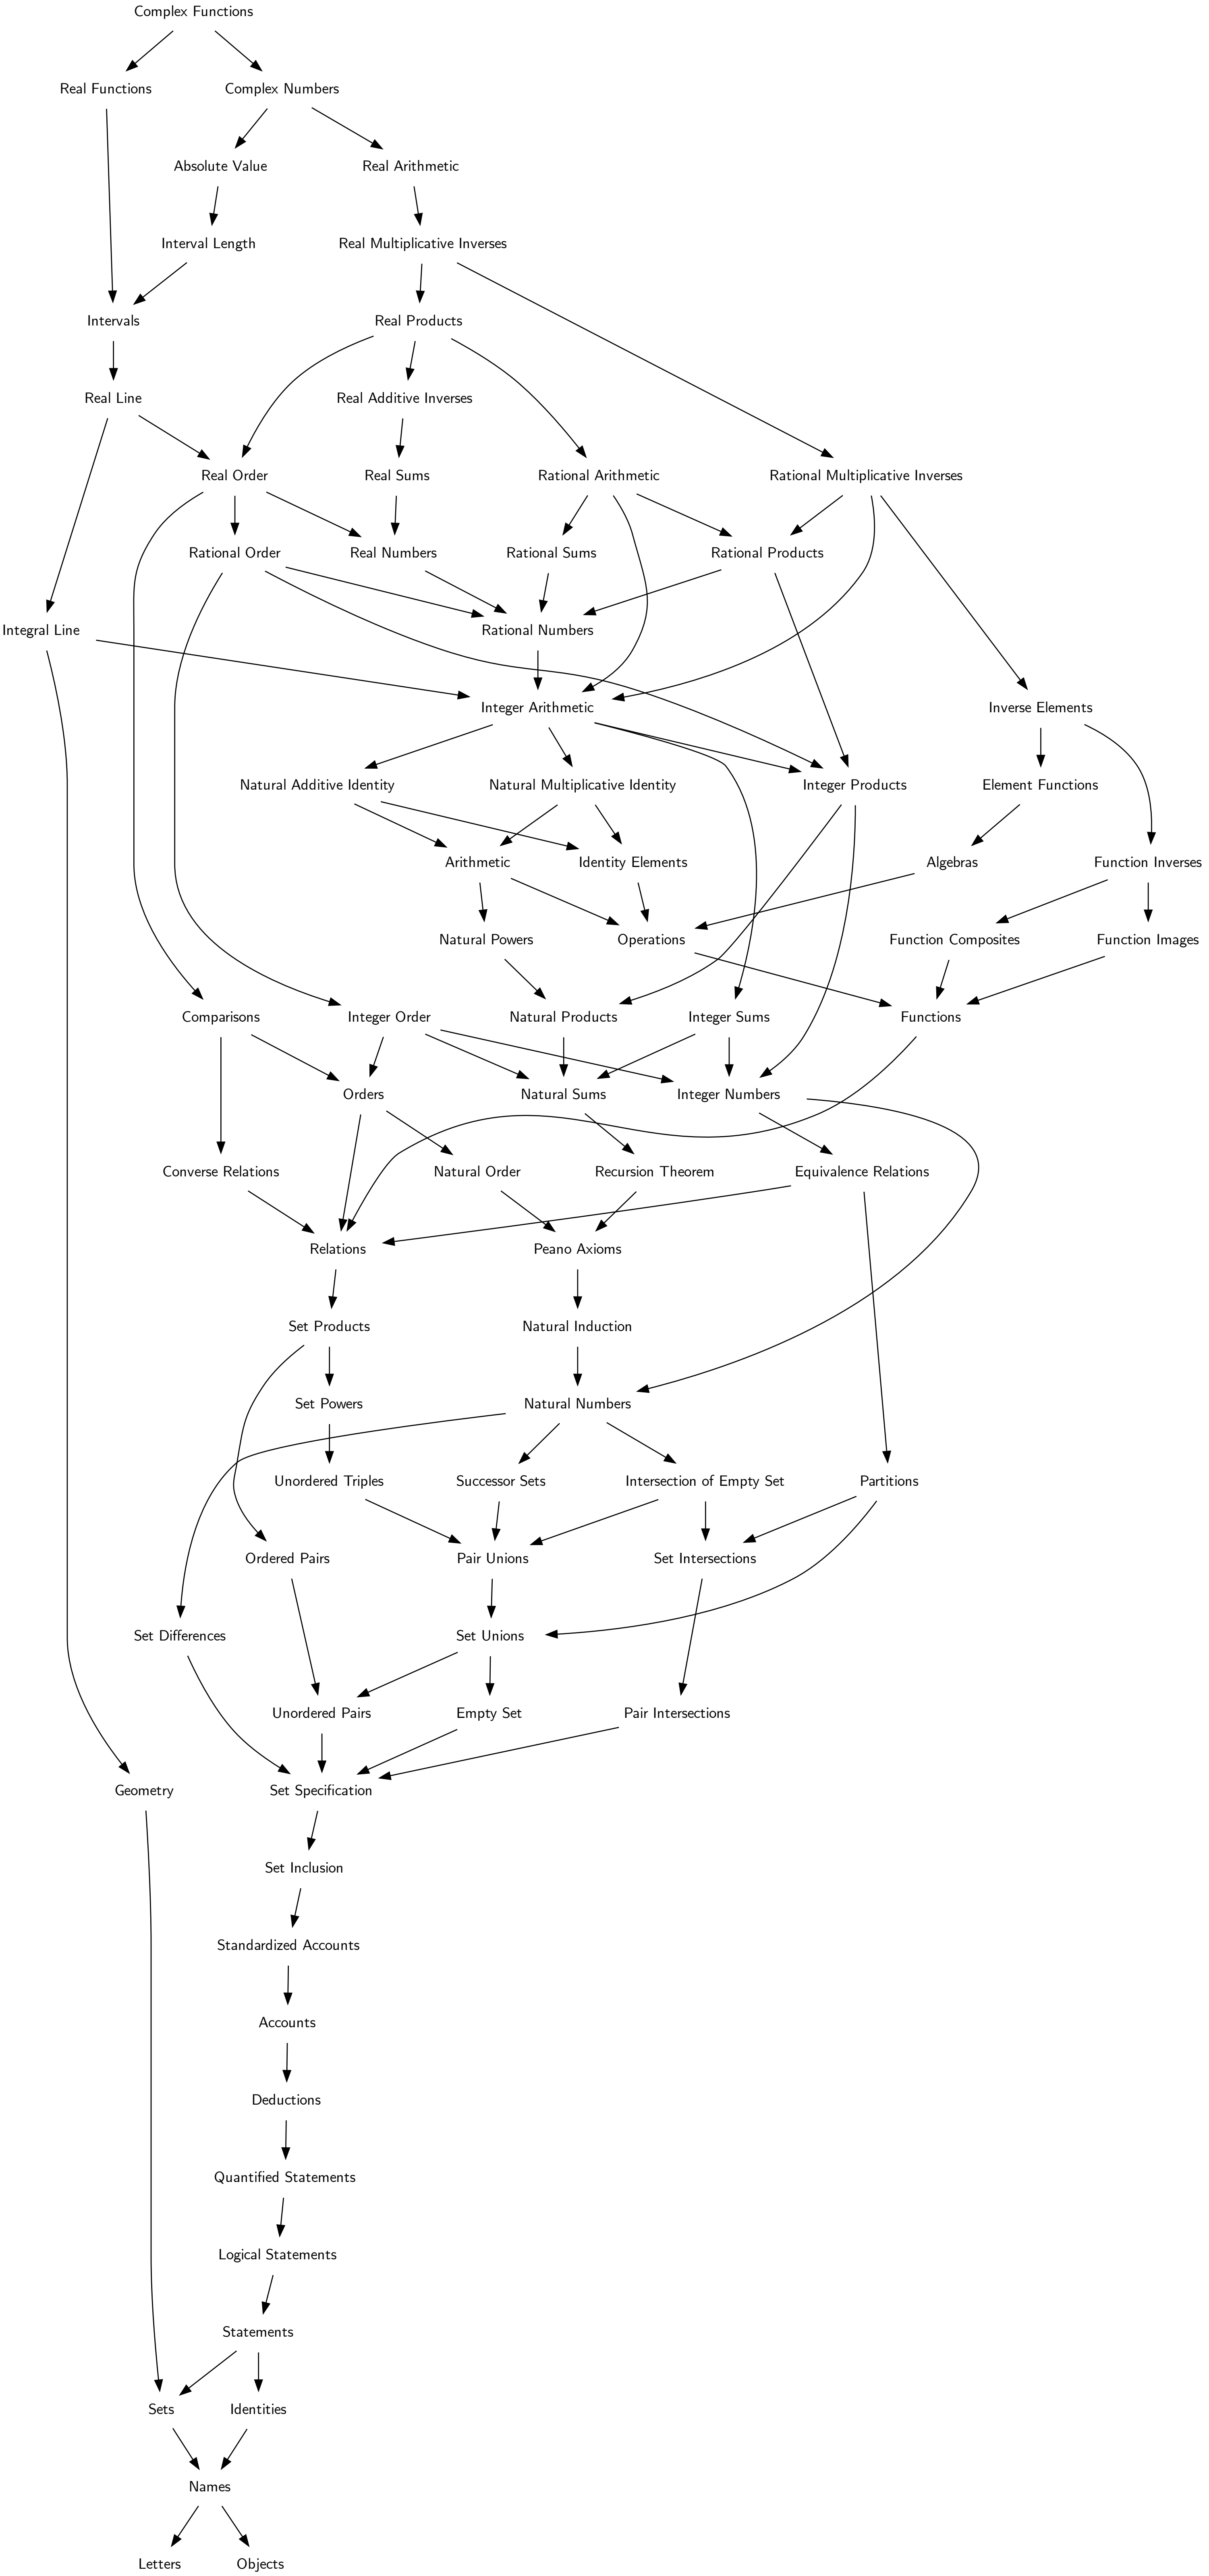 Complex Functions
Real Functions
Complex Numbers
Absolute Value
Real Arithmetic
Interval Length
Real Multiplicative Inverses
Intervals
Real Products
Real Line
Real Additive Inverses
Real Order
Real Sums
Rational Arithmetic
Rational Multiplicative Inverses
Rational Order
Real Numbers
Rational Sums
Rational Products
Integral Line
Rational Numbers
Integer Arithmetic
Inverse Elements
Natural Additive Identity
Natural Multiplicative Identity
Integer Products
Element Functions
Arithmetic
Identity Elements
Algebras
Function Inverses
Natural Powers
Operations
Function Composites
Function Images
Comparisons
Integer Order
Natural Products
Integer Sums
Functions
Orders
Natural Sums
Integer Numbers
Converse Relations
Natural Order
Recursion Theorem
Equivalence Relations
Relations
Peano Axioms
Set Products
Natural Induction
Set Powers
Natural Numbers
Unordered Triples
Successor Sets
Intersection of Empty Set
Partitions
Ordered Pairs
Pair Unions
Set Intersections
Set Differences
Set Unions
Unordered Pairs
Empty Set
Pair Intersections
Geometry
Set Specification
Set Inclusion
Standardized Accounts
Accounts
Deductions
Quantified Statements
Logical Statements
Statements
Sets
Identities
Names
Letters
Objects